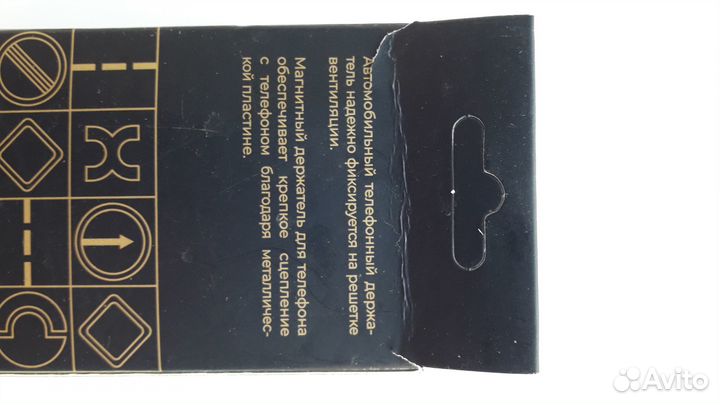 Автомобильный телефонный держа-
тель надежно фиксируется на решетке
вентиляции.
Магнитный держатель для телефона
обеспечивает крепкое сцепление
с телефоном благодаря металличес-
кой пластине.
Avito